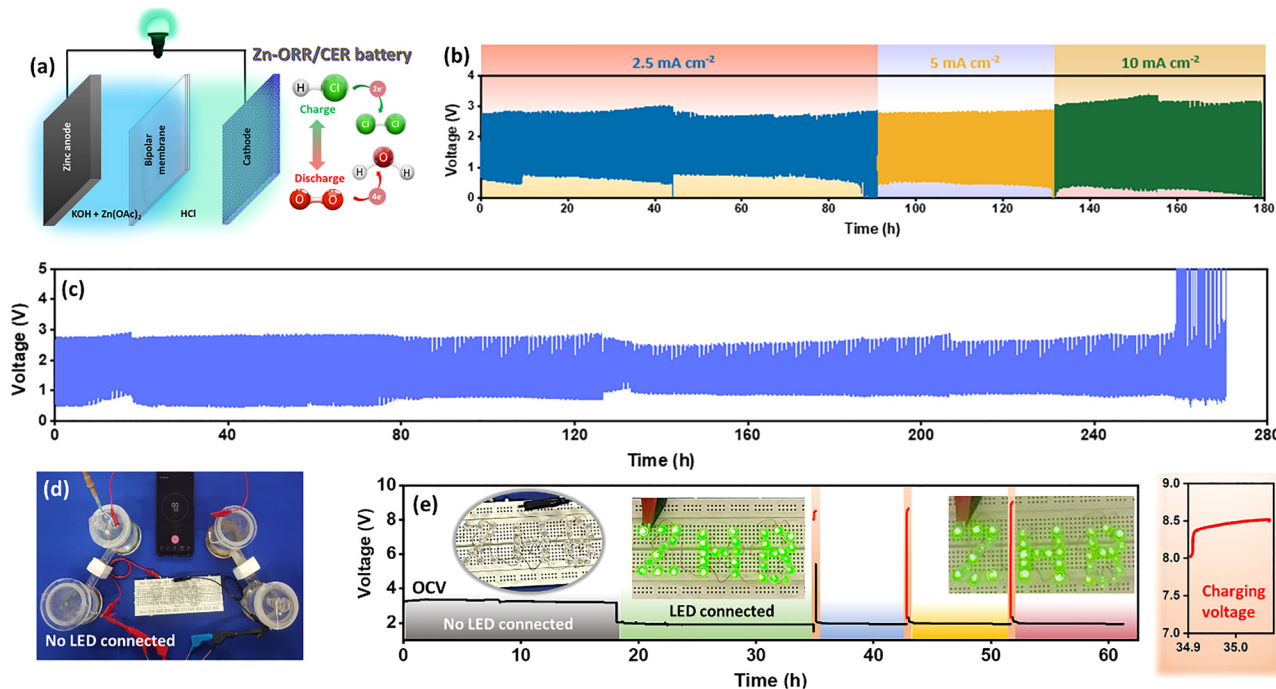 (a)
Zn-ORR/CER battery
Zinc anode
Bipolar
membrane
Cathode
KOH + Zn(OAc)₂
HCl
H
Cl
2e⁻
Charge
Cl
Cl
Discharge
O
H
H
O
O
4e⁻
(b)
2.5 mA cm⁻²
5 mA cm⁻²
10 mA cm⁻²
Voltage (V)
4
3
2
1
0
0
20
40
60
80
100
120
140
160
180
Time (h)
(c)
Voltage (V)
5
4
3
2
1
0
0
40
80
120
160
200
240
280
Time (h)
(d)
No LED connected
(e)
Voltage (V)
10
8
6
4
2
OCV
No LED connected
LED connected
ZHR
ZHR
0
10
20
30
40
50
60
Time (h)
9.0
8.5
8.0
7.5
7.0
Charging
voltage
34.9
35.0